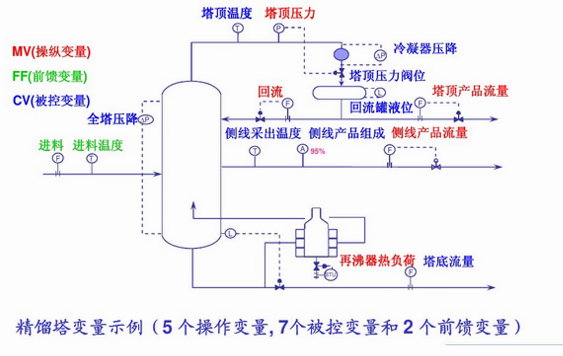 塔顶温度 塔顶压力
T P
MV(操纵变量)
冷凝器压降
ΔP
FF(前馈变量)
塔顶压力阀位
CV(被控变量)
回流
L
塔顶产品流量
F F
回流罐液位
全塔压降 ΔP
侧线采出温度 侧线产品组成 侧线产品流量
进料 进料温度
F T
T A 95% F
L
再沸器热负荷 塔底流量
BTU F
精馏塔变量示例（5个操作变量,7个被控变量和2个前馈变量）